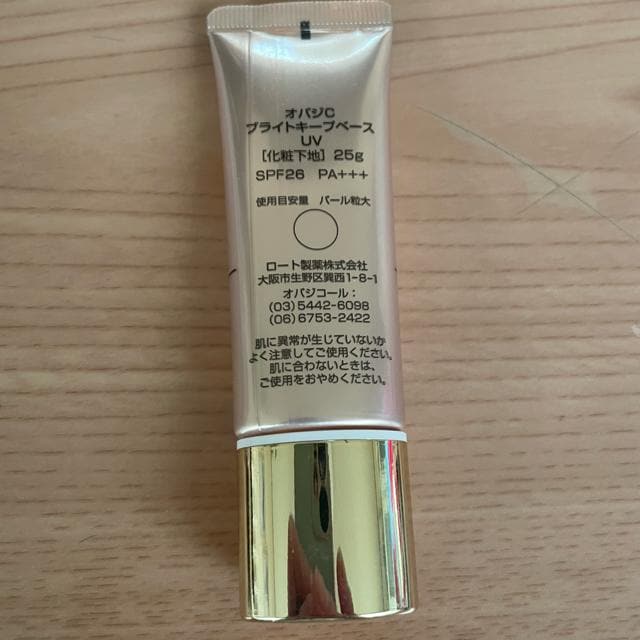 オバジC
ブライトキープベース
UV
[化粧下地] 25g
SPF26 PA+++
使用目安量 パール粒大
ロート製薬株式会社
大阪市生野区巽西1-8-1
オバジコール：
(03)5442-6098
(06)6753-2422
肌に異常が生じていないか
よく注意してご使用ください。
肌に合わないときは、
ご使用をおやめください。